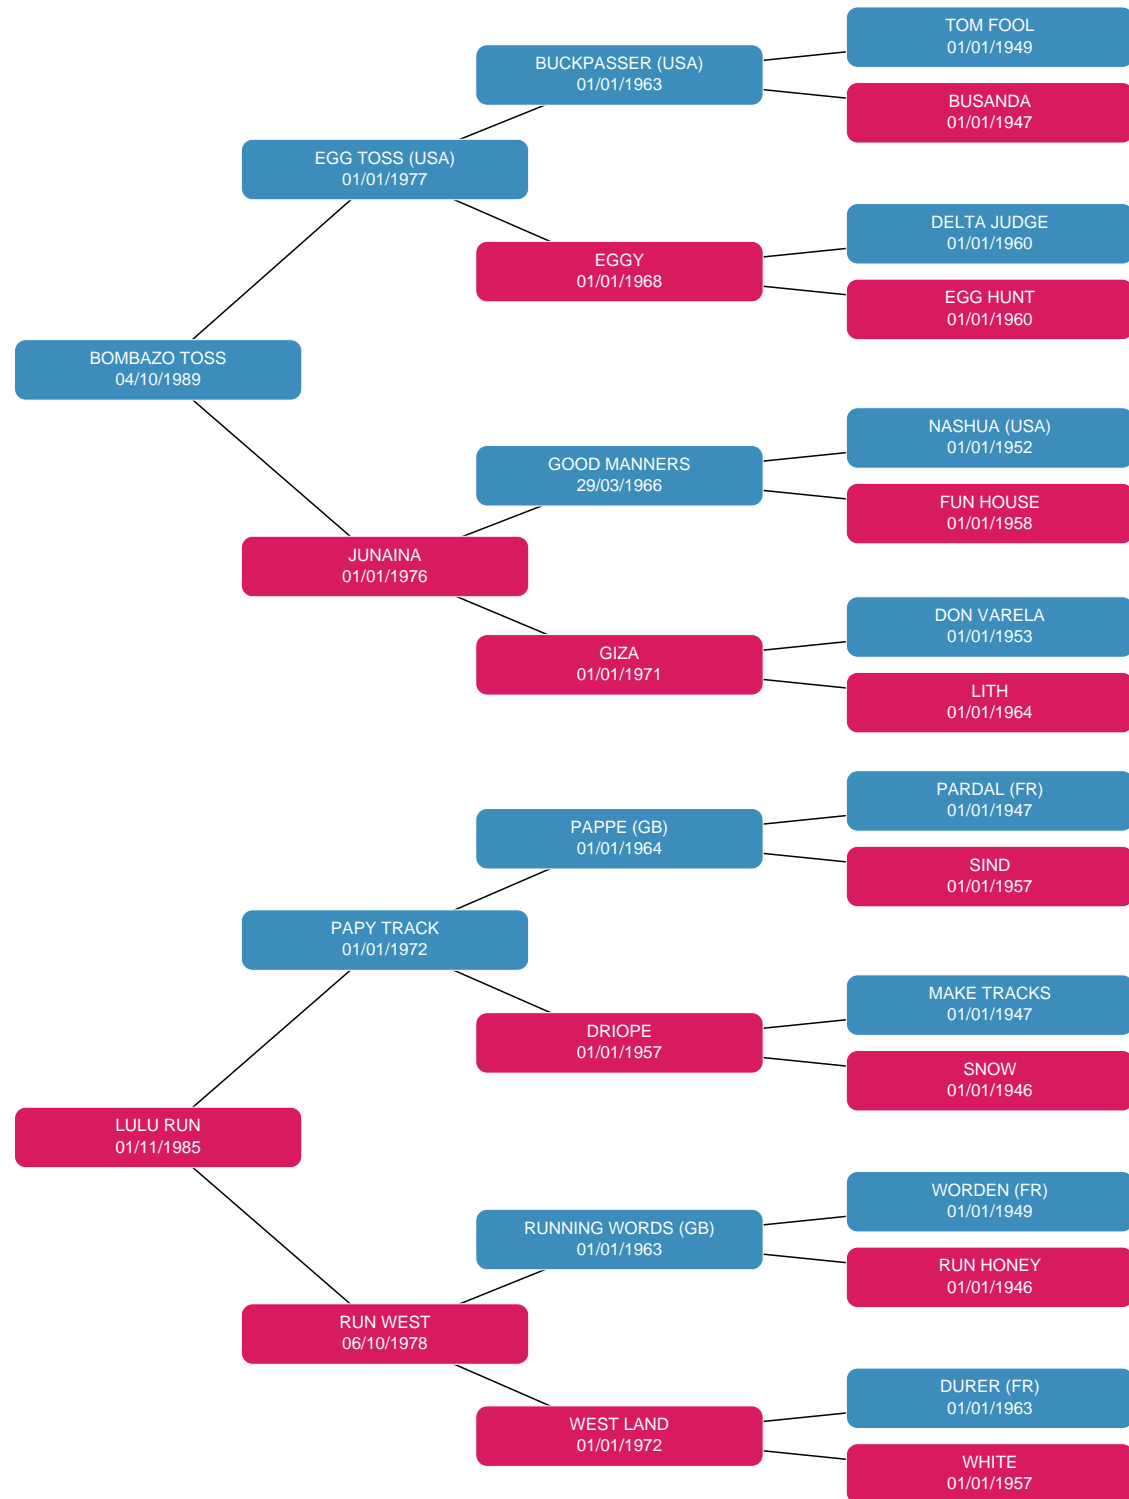 TOM FOOL
01/01/1949
BUCKPASSER (USA)
01/01/1963
BUSANDA
01/01/1947
EGG TOSS (USA)
01/01/1977
DELTA JUDGE
01/01/1960
EGGY
01/01/1968
EGG HUNT
01/01/1960
BOMBAZO TOSS
04/10/1989
NASHUA (USA)
01/01/1952
GOOD MANNERS
29/03/1966
FUN HOUSE
01/01/1958
JUNAINA
01/01/1976
DON VARELA
01/01/1953
GIZA
01/01/1971
LITH
01/01/1964
PARDAL (FR)
01/01/1947
PAPPE (GB)
01/01/1964
SIND
01/01/1957
PAPY TRACK
01/01/1972
MAKE TRACKS
01/01/1947
DRIOPE
01/01/1957
SNOW
01/01/1946
LULU RUN
01/11/1985
WORDEN (FR)
01/01/1949
RUNNING WORDS (GB)
01/01/1963
RUN HONEY
01/01/1946
RUN WEST
06/10/1978
DURER (FR)
01/01/1963
WEST LAND
01/01/1972
WHITE
01/01/1957